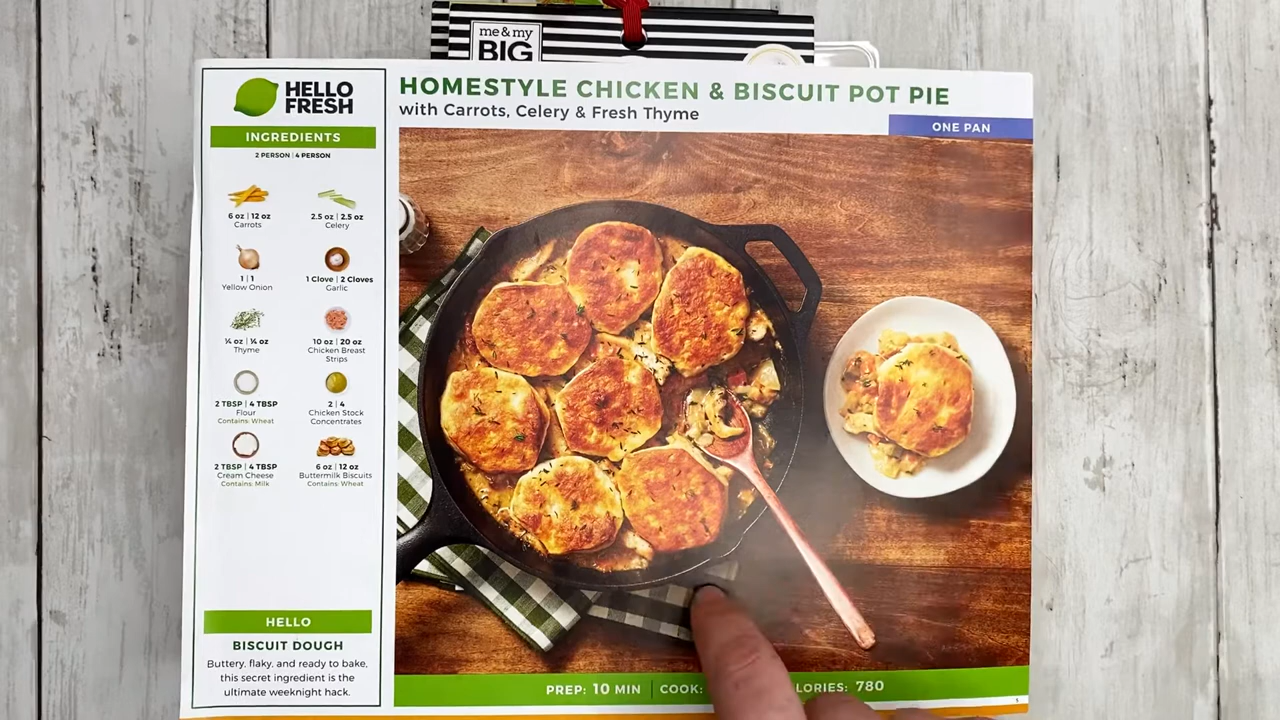 me & my
BIG
HELLO
FRESH
HOMESTYLE CHICKEN & BISCUIT POT PIE
with Carrots, Celery & Fresh Thyme
ONE PAN
INGREDIENTS
2 PERSON | 4 PERSON
6 oz | 12 oz
Carrots
2.5 oz | 2.5 oz
Celery
1 | 1
Yellow Onion
1 Clove | 2 Cloves
Garlic
¼ oz | ¼ oz
Thyme
10 oz | 20 oz
Chicken Breast
Strips
2 TBSP | 4 TBSP
Flour
Contains: Wheat
2 | 4
Chicken Stock
Concentrates
2 TBSP | 4 TBSP
Cream Cheese
Contains: Milk
6 oz | 12 oz
Buttermilk Biscuits
Contains: Wheat
HELLO
BISCUIT DOUGH
Buttery, flaky, and ready to bake,
this secret ingredient is the
ultimate weeknight hack.
PREP: 10 MIN | COOK: LORIES: 780